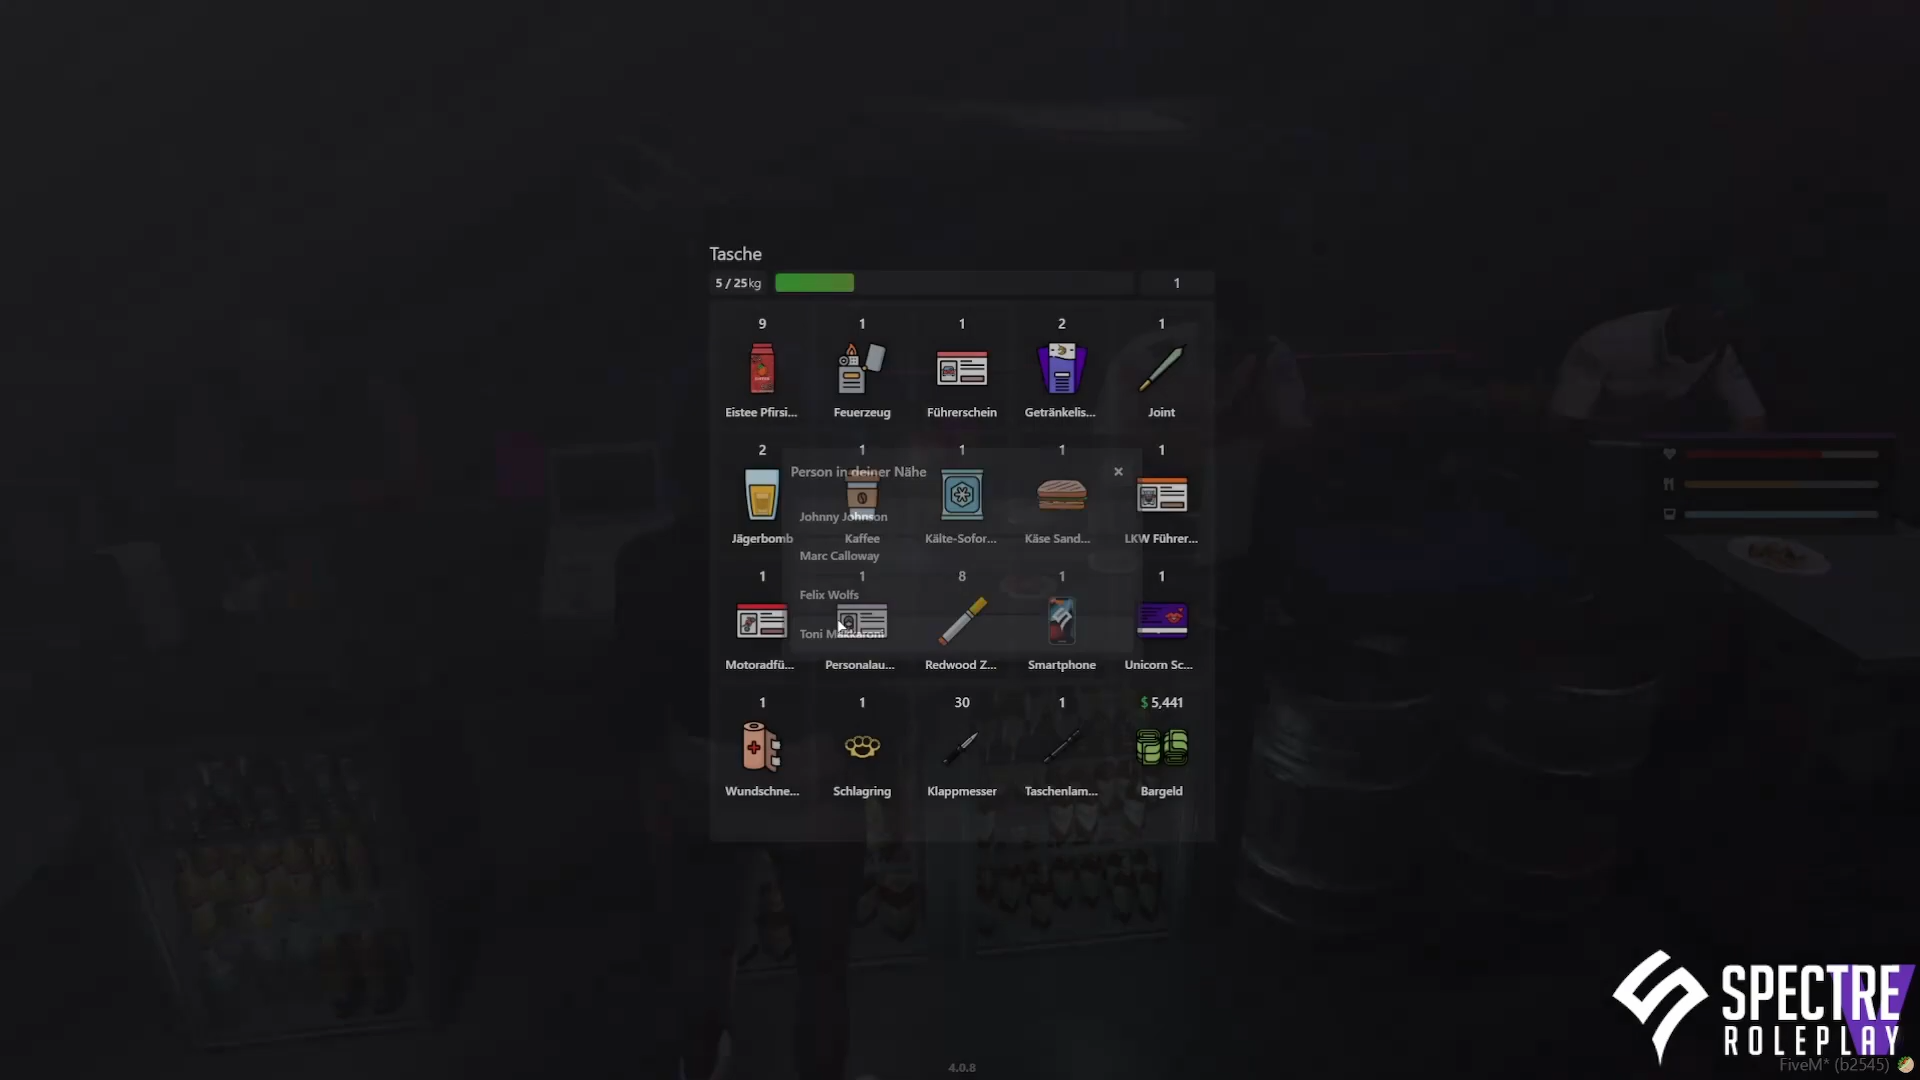 Tasche
5 / 25kg
1
9
1
1
2
1
Eistee Pfirsi...
Feuerzeug
Führerschein
Getränkelis...
Joint
2
1
1
1
1
Person in deiner Nähe
Johnny Johnson
Jägerbomb
Kaffee
Kälte-Sofor...
Käse Sand...
LKW Führer...
Marc Calloway
1
1
8
1
1
Felix Wolfs
Toni Makkaroni
Motoradfü...
Personalau...
Redwood Z...
Smartphone
Unicorn Sc...
1
1
30
1
$ 5,441
Wundschne...
Schlagring
Klappmesser
Taschenlam...
Bargeld
SPECTRE
ROLEPLAY
FiveM* (b2545)
4.0.8